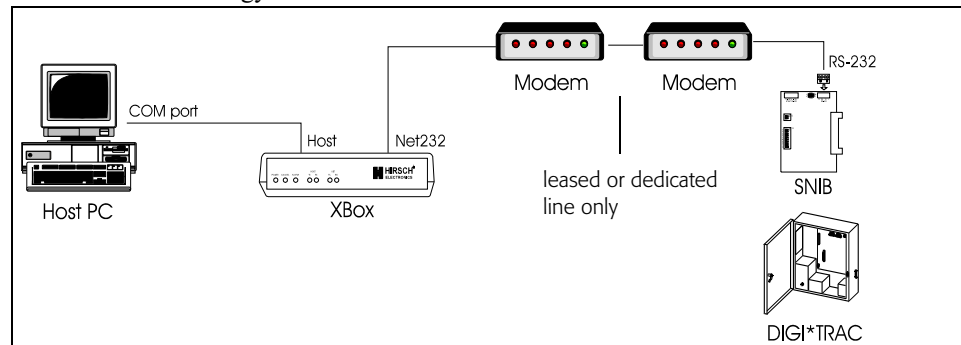 COM port
Host
Net232
HIRSCH
ELECTRONICS
Host PC
XBox
Modem
Modem
RS-232
leased or dedicated
line only
SNIB
DIGI*TRAC